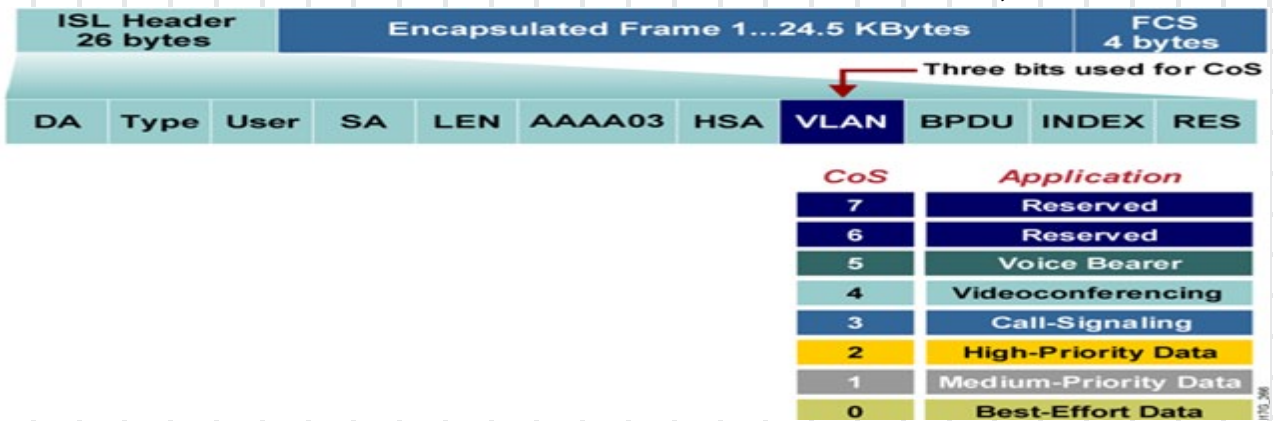 ISL Header
26 bytes
Encapsulated Frame 1...24.5 KBytes
FCS
4 bytes
Three bits used for CoS
DA Type User SA LEN AAAA03 HSA VLAN BPDU INDEX RES
CoS Application
7 Reserved
6 Reserved
5 Voice Bearer
4 Videoconferencing
3 Call-Signaling
2 High-Priority Data
1 Medium-Priority Data
0 Best-Effort Data